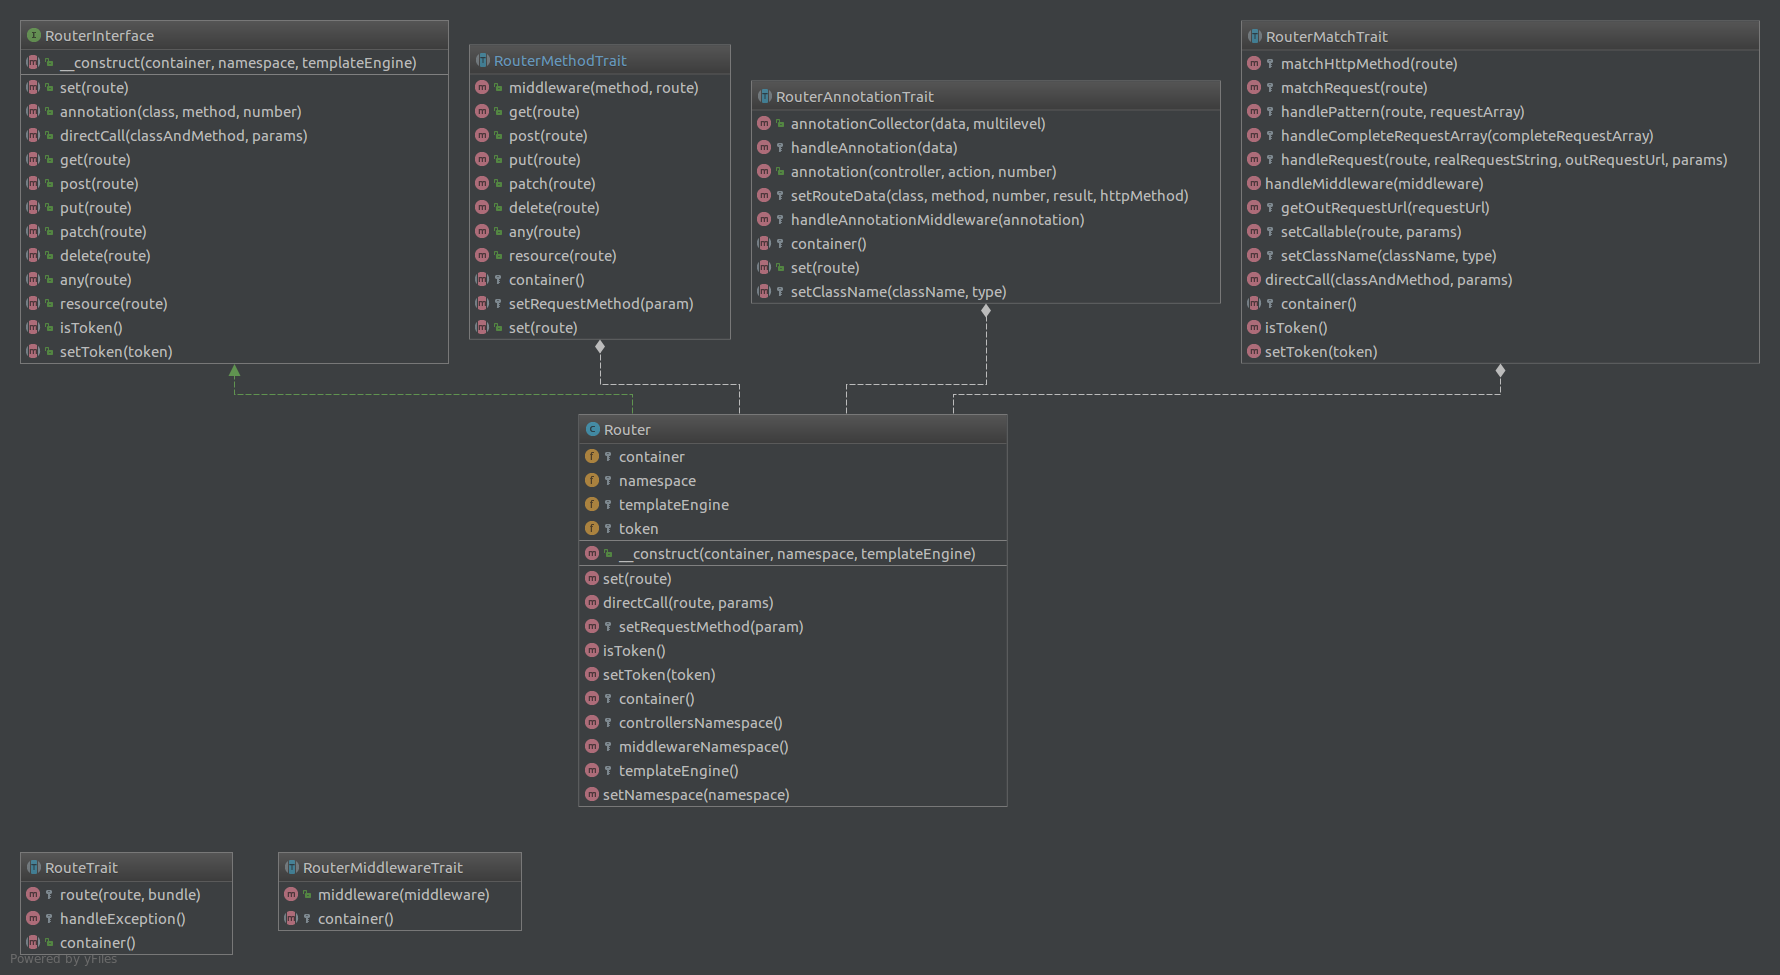 RouterInterface
__construct(container, namespace, templateEngine)
set(route)
annotation(class, method, number)
directCall(classAndMethod, params)
get(route)
post(route)
put(route)
patch(route)
delete(route)
any(route)
resource(route)
isToken()
setToken(token)
RouterMethodTrait
middleware(method, route)
get(route)
post(route)
put(route)
patch(route)
delete(route)
any(route)
resource(route)
container()
setRequestMethod(param)
set(route)
RouterAnnotationTrait
annotationCollector(data, multilevel)
handleAnnotation(data)
annotation(controller, action, number)
setRouteData(class, method, number, result, httpMethod)
handleAnnotationMiddleware(annotation)
container()
set(route)
setClassName(className, type)
RouterMatchTrait
matchHttpMethod(route)
matchRequest(route)
handlePattern(route, requestArray)
handleCompleteRequestArray(completeRequestArray)
handleRequest(route, realRequestString, outRequestUrl, params)
handleMiddleware(middleware)
getOutRequestUrl(requestUrl)
setCallable(route, params)
setClassName(className, type)
directCall(classAndMethod, params)
container()
isToken()
setToken(token)
Router
container
namespace
templateEngine
token
__construct(container, namespace, templateEngine)
set(route)
directCall(route, params)
setRequestMethod(param)
isToken()
setToken(token)
container()
controllersNamespace()
middlewareNamespace()
templateEngine()
setNamespace(namespace)
RouteTrait
route(route, bundle)
handleException()
container()
RouterMiddlewareTrait
middleware(middleware)
container()
Powered by yFiles